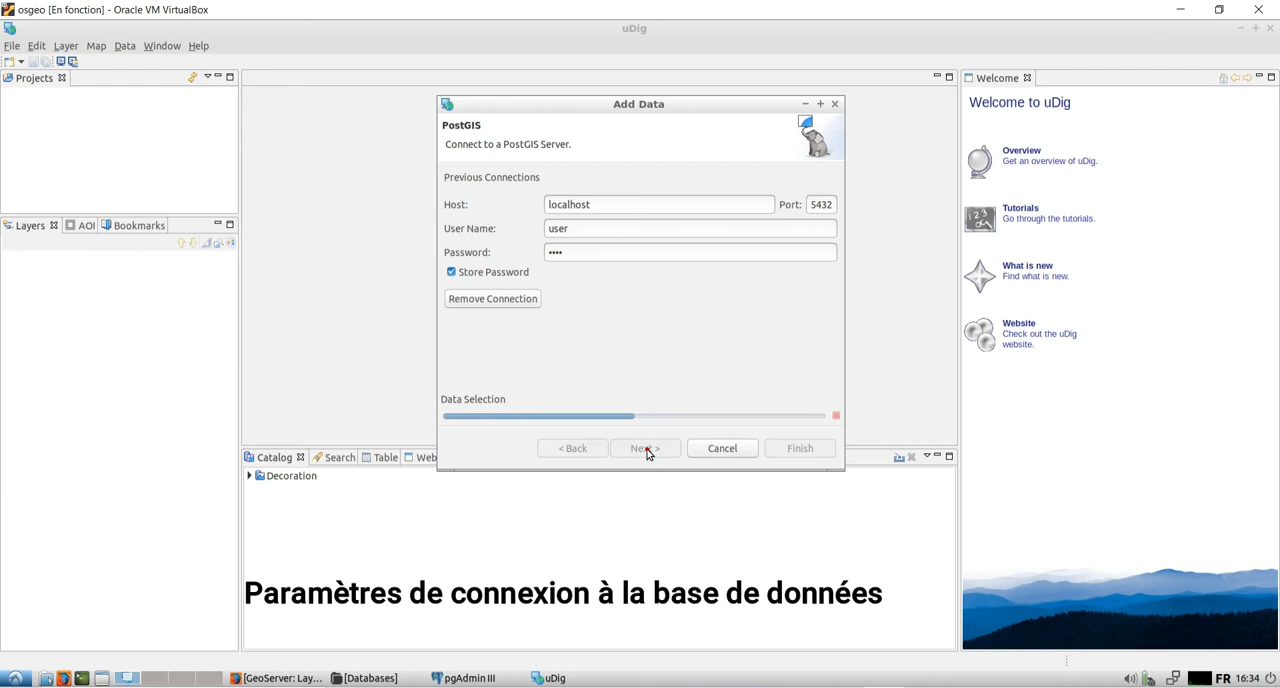 osgeo [En fonction] - Oracle VM VirtualBox
uDig
File Edit Layer Map Data Window Help
Projects
Welcome
Add Data
Welcome to uDig
PostGIS
Connect to a PostGIS Server.
Overview
Get an overview of uDig.
Previous Connections
Host: localhost Port: 5432
Tutorials
Go through the tutorials.
Layers AOI Bookmarks
User Name: user
Password: ••••
Store Password
What is new
Find what is new.
Remove Connection
Website
Check out the uDig
website.
Data Selection
< Back Next > Cancel Finish
Catalog Search Table Web
Decoration
Paramètres de connexion à la base de données
[GeoServer: Lay... [Databases] pgAdmin III uDig FR 16:34